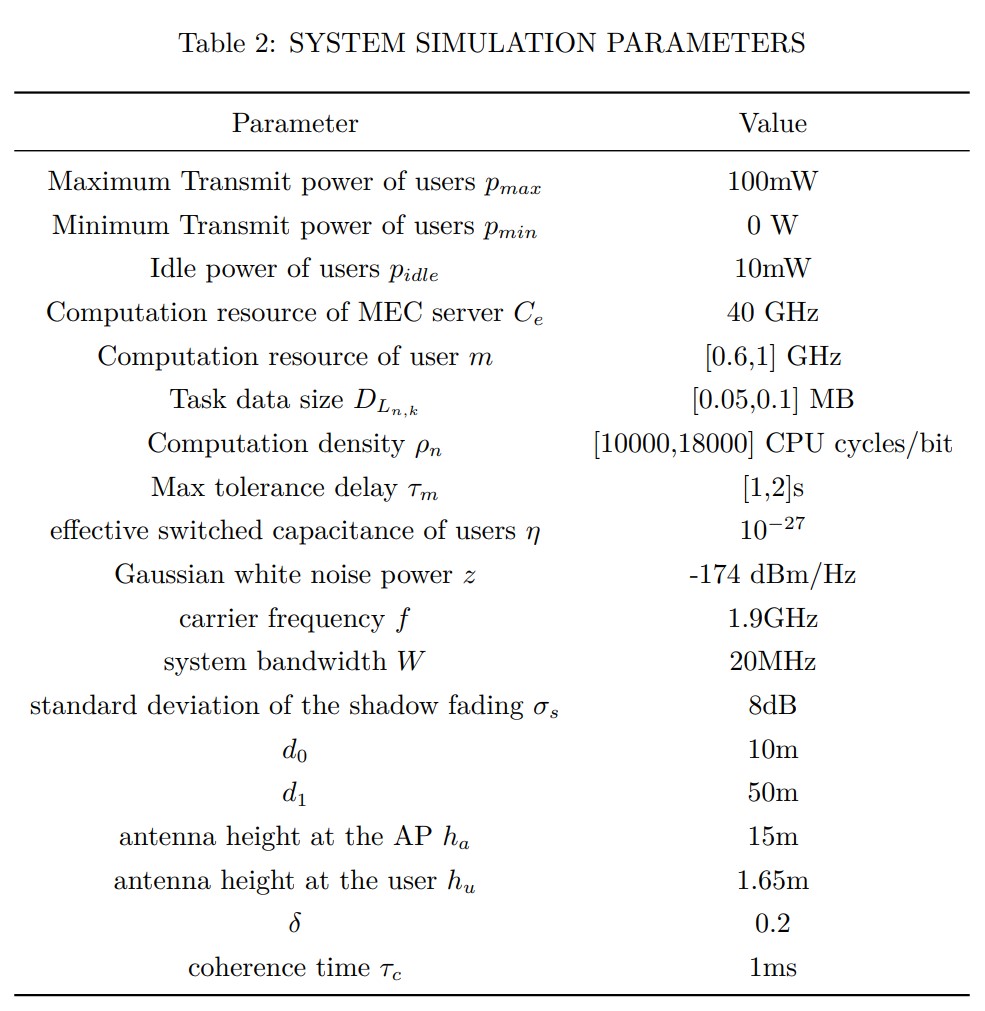 Table 2: SYSTEM SIMULATION PARAMETERS
Parameter Value
Maximum Transmit power of users p_{max} 100mW
Minimum Transmit power of users p_{min} 0 W
Idle power of users p_{idle} 10mW
Computation resource of MEC server C_e 40 GHz
Computation resource of user m [0.6,1] GHz
Task data size D_{L_{n,k}} [0.05,0.1] MB
Computation density ρ_n [10000,18000] CPU cycles/bit
Max tolerance delay τ_m [1,2]s
effective switched capacitance of users η 10^{−27}
Gaussian white noise power z -174 dBm/Hz
carrier frequency f 1.9GHz
system bandwidth W 20MHz
standard deviation of the shadow fading σ_s 8dB
d_0 10m
d_1 50m
antenna height at the AP h_a 15m
antenna height at the user h_u 1.65m
δ 0.2
coherence time τ_c 1ms